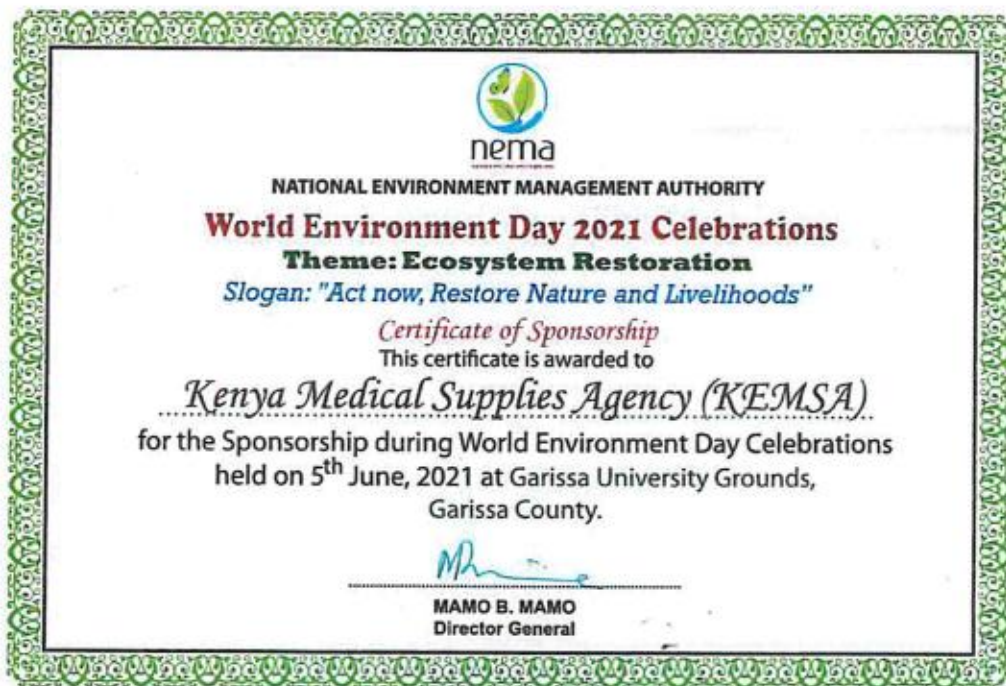 nema
NATIONAL ENVIRONMENT MANAGEMENT AUTHORITY
World Environment Day 2021 Celebrations
Theme: Ecosystem Restoration
Slogan: "Act now, Restore Nature and Livelihoods"
Certificate of Sponsorship
This certificate is awarded to
Kenya Medical Supplies Agency (KEMSA)
for the Sponsorship during World Environment Day Celebrations
held on 5th June, 2021 at Garissa University Grounds,
Garissa County.
MAMO B. MAMO
Director General